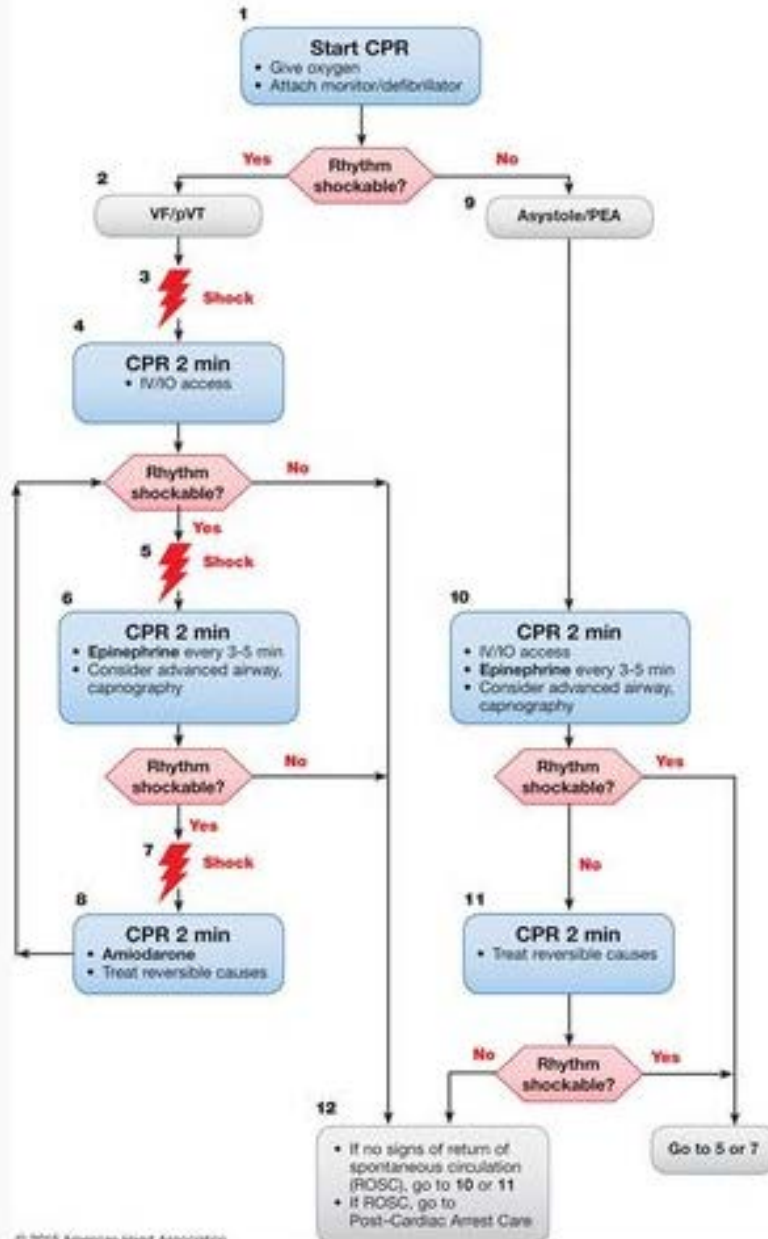 1
Start CPR
• Give oxygen
• Attach monitor/defibrillator
Yes
Rhythm
shockable?
No
2
VF/pVT
9
Asystole/PEA
3
Shock
4
CPR 2 min
• IV/IO access
Rhythm
shockable?
No
Yes
5
Shock
6
CPR 2 min
• Epinephrine every 3-5 min
• Consider advanced airway,
capnography
10
CPR 2 min
• IV/IO access
• Epinephrine every 3-5 min
• Consider advanced airway,
capnography
Rhythm
shockable?
No
Rhythm
shockable?
Yes
Yes
7
Shock
No
8
CPR 2 min
• Amiodarone
• Treat reversible causes
11
CPR 2 min
• Treat reversible causes
No
Rhythm
shockable?
Yes
12
• If no signs of return of
spontaneous circulation
(ROSC), go to 10 or 11
• If ROSC, go to
Post–Cardiac Arrest Care
Go to 5 or 7
© 2015 American Heart Association